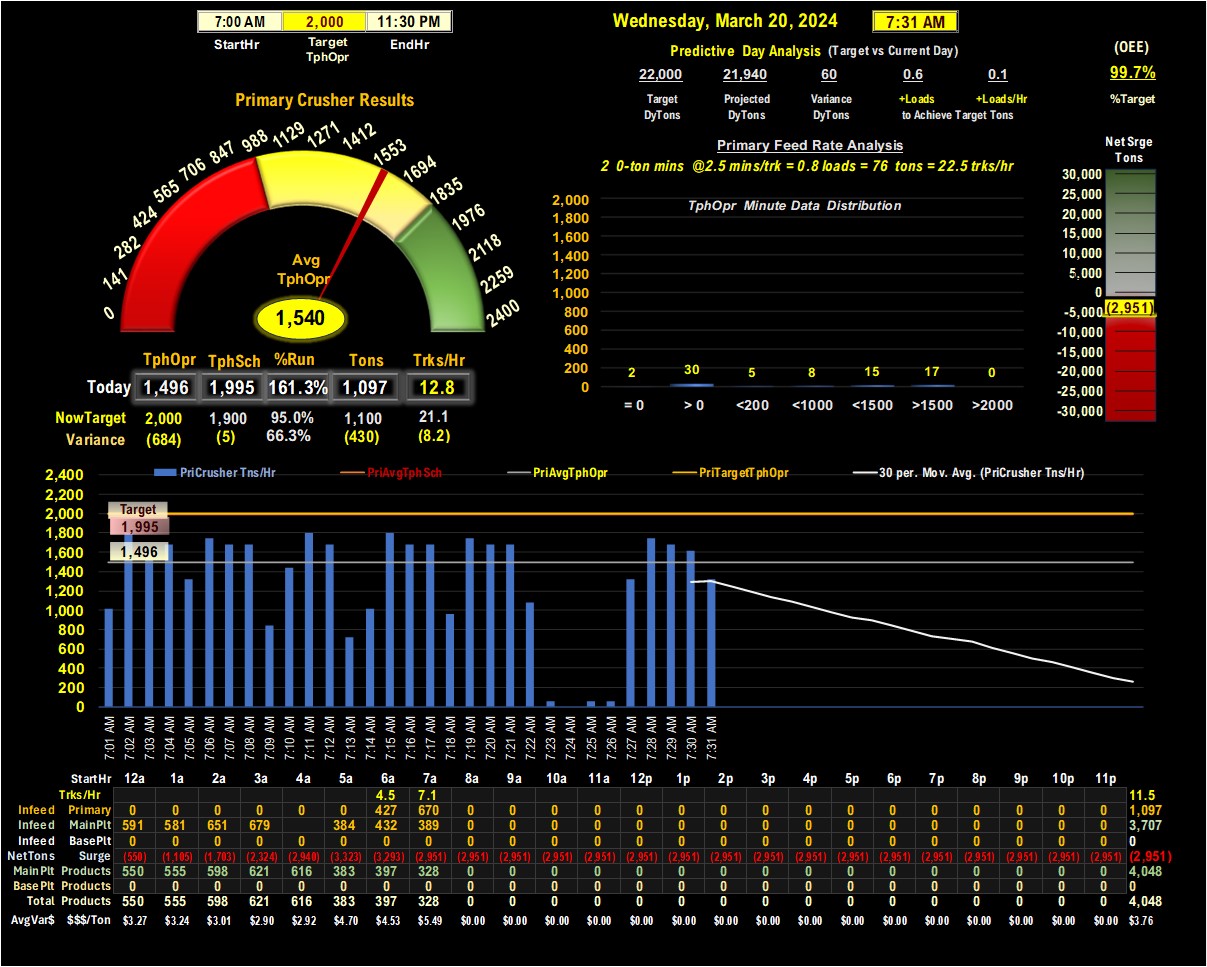 7:00 AM 2,000 11:30 PM
StartHr Target TphOpr EndHr
Wednesday, March 20, 2024 7:31 AM
Predictive Day Analysis (Target vs Current Day)
22,000 21,940 60 0.6 0.1
Target Projected Variance +Loads +Loads/Hr
DyTons DyTons DyTons to Achieve Target Tons
(OEE)
99.7%
%Target
Primary Crusher Results
0 141 282 424 565 706 847 988 1129 1271 1412 1553 1694 1835 1976 2118 2259 2400
Avg
TphOpr
1,540
TphOpr TphSch %Run Tons Trks/Hr
Today 1,496 1,995 161.3% 1,097 12.8
NowTarget 2,000 1,900 95.0% 1,100 21.1
Variance (684) (5) 66.3% (430) (8.2)
Primary Feed Rate Analysis
2 0-ton mins @2.5 mins/trk = 0.8 loads = 76 tons = 22.5 trks/hr
TphOpr Minute Data Distribution
2,000
1,800
1,600
1,400
1,200
1,000
800
600
400
200
0
2 30 5 8 15 17 0
= 0 > 0 <200 <1000 <1500 >1500 >2000
Net Srge
Tons
30,000
25,000
20,000
15,000
10,000
5,000
0
-5,000 (2,951)
-10,000
-15,000
-20,000
-25,000
-30,000
PriCrusher Tns/Hr PriAvgTphSch PriAvgTphOpr PriTargetTphOpr 30 per. Mov. Avg. (PriCrusher Tns/Hr)
2,400
2,200
2,000
1,800
1,600
1,400
1,200
1,000
800
600
400
200
0
Target
1,995
1,496
7:01 AM 7:02 AM 7:03 AM 7:04 AM 7:05 AM 7:06 AM 7:07 AM 7:08 AM 7:09 AM 7:10 AM 7:11 AM 7:12 AM 7:13 AM 7:14 AM 7:15 AM 7:16 AM 7:17 AM 7:18 AM 7:19 AM 7:20 AM 7:21 AM 7:22 AM 7:23 AM 7:24 AM 7:25 AM 7:26 AM 7:27 AM 7:28 AM 7:29 AM 7:30 AM 7:31 AM
StartHr 12a 1a 2a 3a 4a 5a 6a 7a 8a 9a 10a 11a 12p 1p 2p 3p 4p 5p 6p 7p 8p 9p 10p 11p
Trks/Hr 4.5 7.1 11.5
Infeed Primary 0 0 0 0 0 0 427 670 0 0 0 0 0 0 0 0 0 0 0 0 0 0 0 0 1,097
Infeed MainPlt 591 581 651 679 384 432 389 3,707
Infeed BasePlt 0 0 0 0 0 0 0 0 0 0 0 0 0 0 0 0 0 0 0 0 0 0 0 0 0
NetTons Surge (550) (1,105) (1,703) (2,324) (2,940) (3,323) (3,293) (2,951) (2,951) (2,951) (2,951) (2,951) (2,951) (2,951) (2,951) (2,951) (2,951) (2,951) (2,951) (2,951) (2,951) (2,951) (2,951) (2,951) (2,951)
MainPlt Products 550 555 598 621 616 383 397 328 0 0 0 0 0 0 0 0 0 0 0 0 0 0 0 0 4,048
BasePlt Products 0 0 0 0 0 0 0 0 0 0 0 0 0 0 0 0 0 0 0 0 0 0 0 0 0
Total Products 550 555 598 621 616 383 397 328 0 0 0 0 0 0 0 0 0 0 0 0 0 0 0 0 4,048
AvgVar$ $$$/Ton $3.27 $3.24 $3.01 $2.90 $2.92 $4.70 $4.53 $5.49 $0.00 $0.00 $0.00 $0.00 $0.00 $0.00 $0.00 $0.00 $0.00 $0.00 $0.00 $0.00 $0.00 $0.00 $0.00 $0.00 $3.76